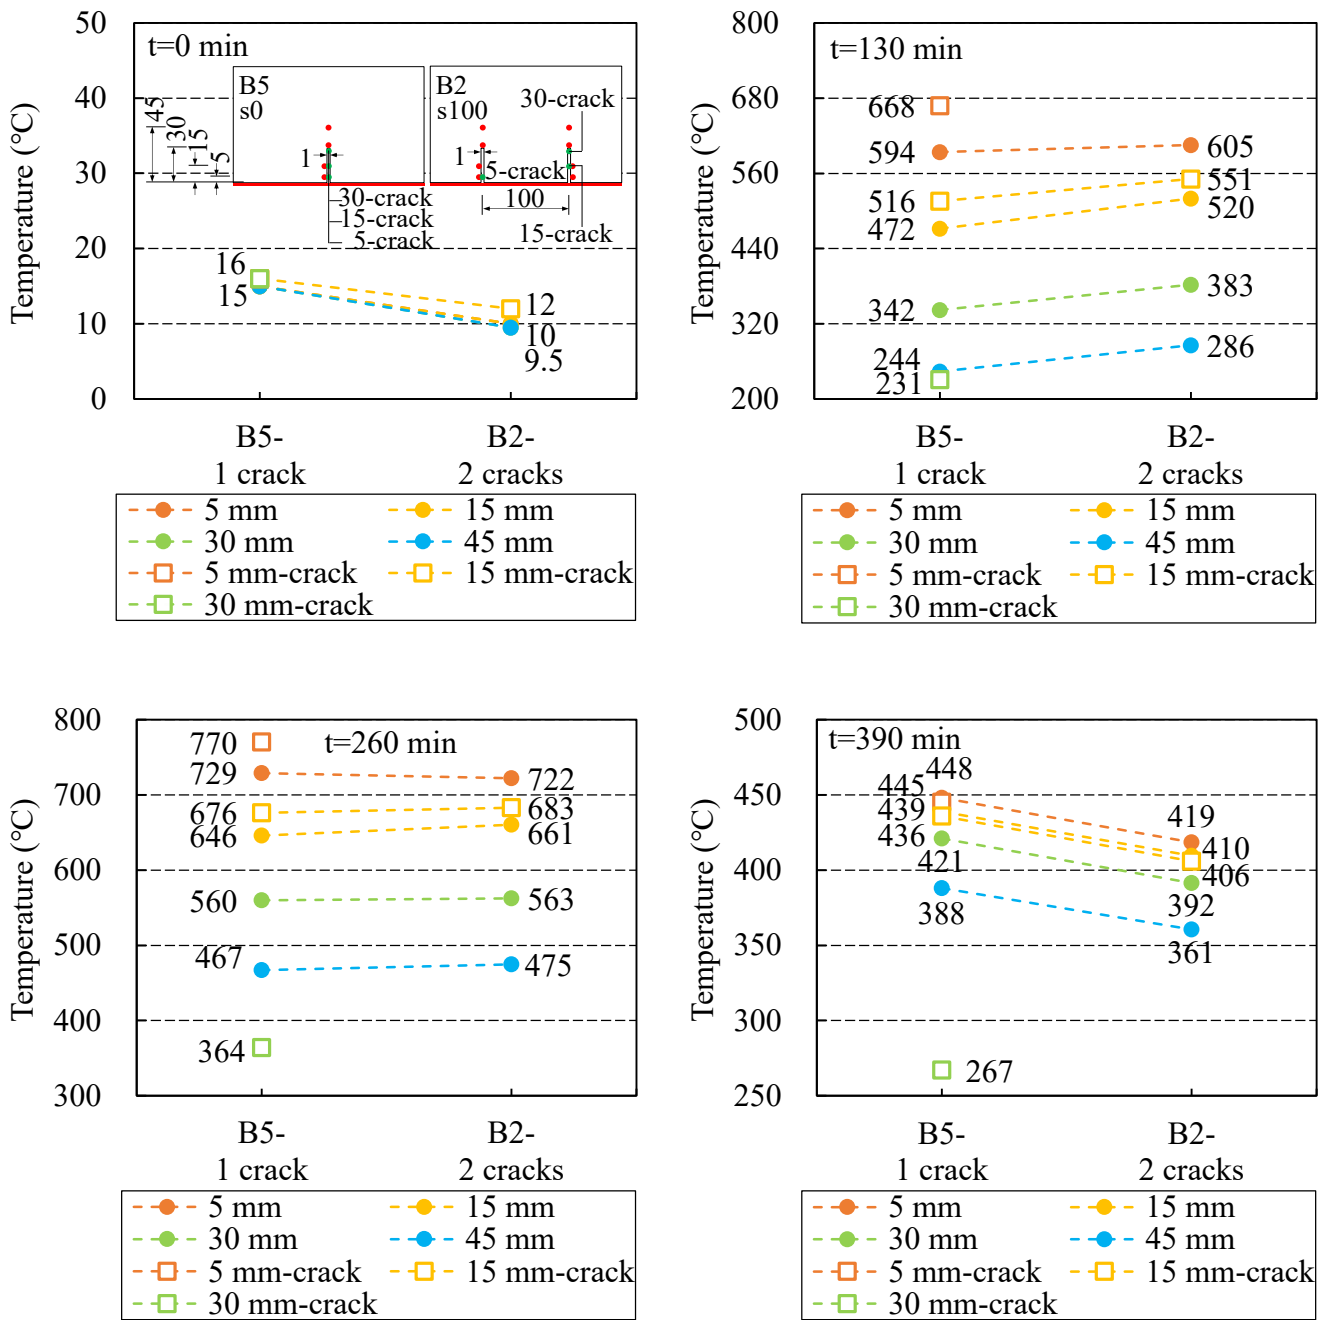 50
40
30
20
10
0
Temperature (°C)
t=0 min
B5
s0
B2
s100
45
30
15
5
1
1
30-crack
5-crack
100
15-crack
30-crack
15-crack
5-crack
16
15
12
10
9.5
B5-
1 crack
B2-
2 cracks
5 mm
15 mm
30 mm
45 mm
5 mm-crack
15 mm-crack
30 mm-crack
800
680
560
440
320
200
Temperature (°C)
t=130 min
668
594
605
516
551
472
520
342
383
244
286
231
B5-
1 crack
B2-
2 cracks
5 mm
15 mm
30 mm
45 mm
5 mm-crack
15 mm-crack
30 mm-crack
800
700
600
500
400
300
Temperature (°C)
t=260 min
770
729
722
676
683
646
661
560
563
467
475
364
B5-
1 crack
B2-
2 cracks
5 mm
15 mm
30 mm
45 mm
5 mm-crack
15 mm-crack
30 mm-crack
500
450
400
350
300
250
Temperature (°C)
t=390 min
448
445
439
436
421
388
419
410
406
392
361
267
B5-
1 crack
B2-
2 cracks
5 mm
15 mm
30 mm
45 mm
5 mm-crack
15 mm-crack
30 mm-crack